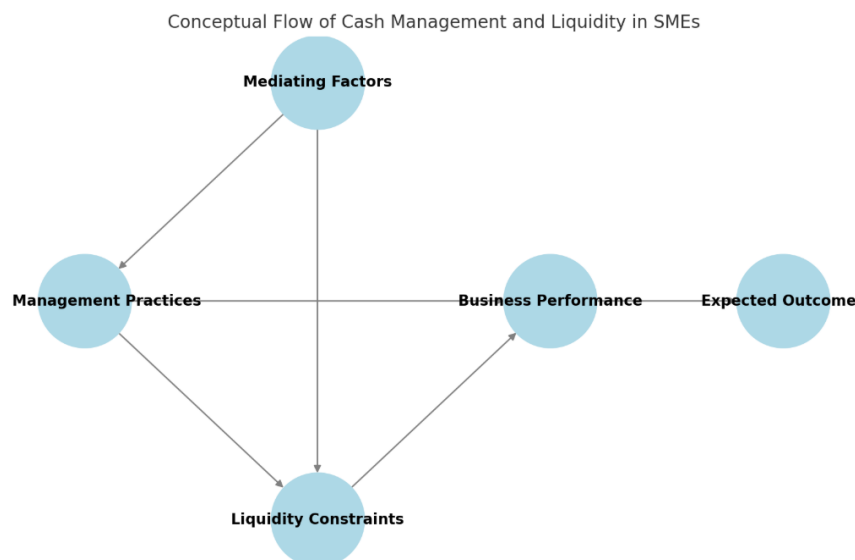 Conceptual Flow of Cash Management and Liquidity in SMEs
Mediating Factors
Management Practices
Business Performance
Expected Outcome
Liquidity Constraints